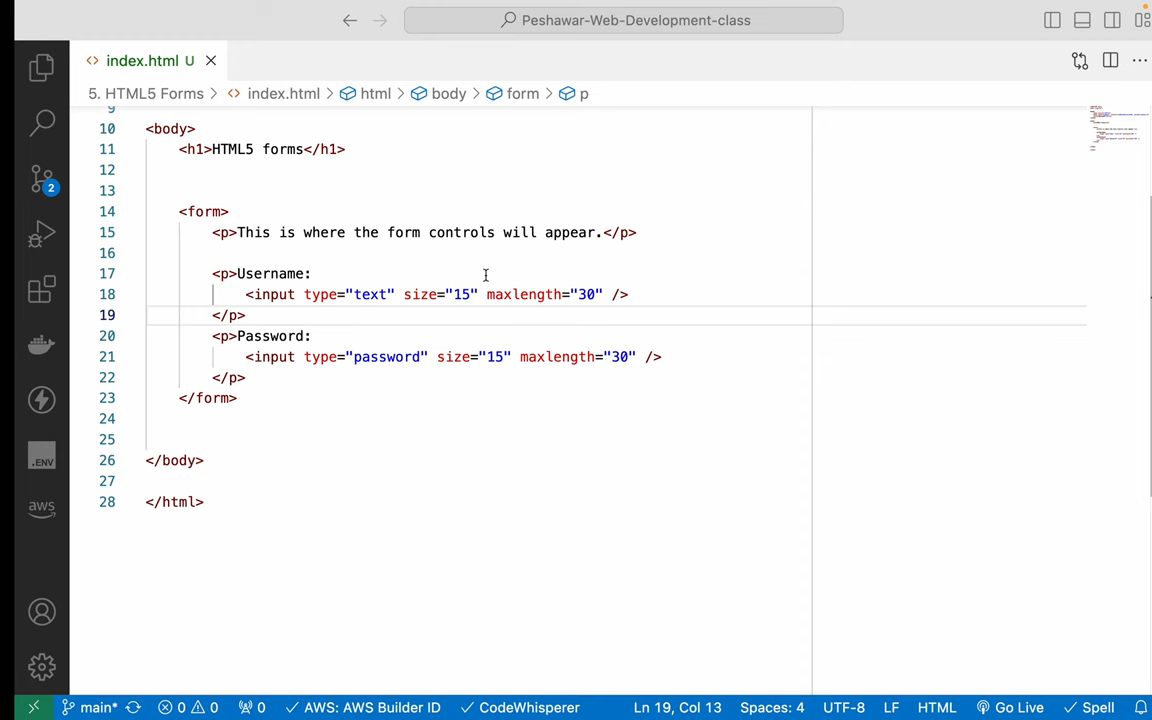 Peshawar-Web-Development-class
index.html U
5. HTML5 Forms > index.html > html > body > form > p
9
10 <body>
11 <h1>HTML5 forms</h1>
12
13
14 <form>
15 <p>This is where the form controls will appear.</p>
16
17 <p>Username:
18 <input type="text" size="15" maxlength="30" />
19 </p>
20 <p>Password:
21 <input type="password" size="15" maxlength="30" />
22 </p>
23 </form>
24
25
26 </body>
27
28 </html>
2
.ENV
aws
main* 0 0 0 AWS: AWS Builder ID CodeWhisperer Ln 19, Col 13 Spaces: 4 UTF-8 LF HTML Go Live Spell